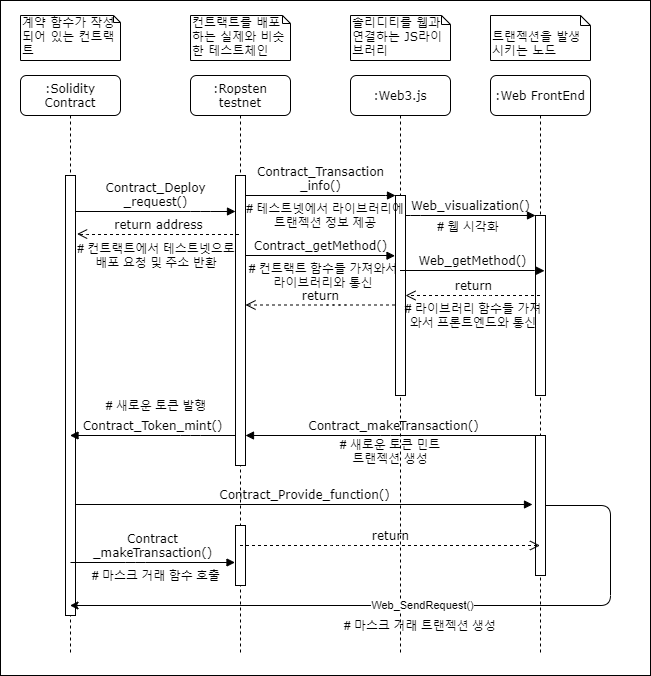 계약 함수가 작성
되어 있는 컨트랙
트
컨트랙트를 배포
하는 실제와 비슷
한 테스트체인
솔리디티를 웹과
연결하는 JS라이
브러리
트랜젝션을 발생
시키는 노드
:Solidity
Contract
:Ropsten
testnet
:Web3.js
:Web FrontEnd
Contract_Transaction
_info()
Contract_Deploy
_request()
# 테스트넷에서 라이브러리에
트랜젝션 정보 제공
Web_visualization()
# 웹 시각화
return address
# 컨트랙트에서 테스트넷으로
배포 요청 및 주소 반환
Contract_getMethod()
# 컨트랙트 함수들 가져와서
라이브러리와 통신
Web_getMethod()
return
return
# 라이브러리 함수들 가져
와서 프론트엔드와 통신
# 새로운 토큰 발행
Contract_Token_mint()
Contract_makeTransaction()
# 새로운 토큰 민트
트랜젝션 생성
Contract_Provide_function()
Contract
_makeTransaction()
return
# 마스크 거래 함수 호출
Web_SendRequest()
# 마스크 거래 트랜젝션 생성